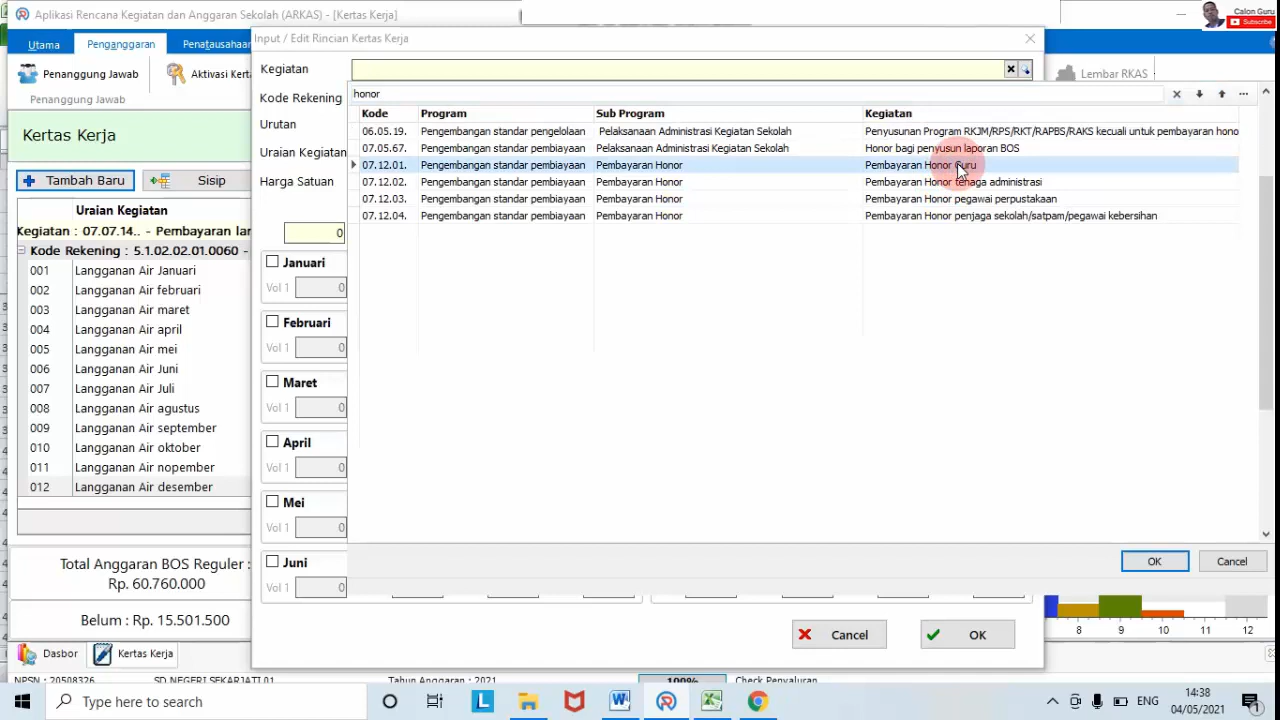 Aplikasi Rencana Kegiatan dan Anggaran Sekolah (ARKAS) - [Kertas Kerja]
Calon Guru
Subscribe
Utama Penganggaran Penatausahaan
Input / Edit Rincian Kertas Kerja
Penanggung Jawab Aktivasi Kert
Penanggung Jawab
Lembar RKAS
Kegiatan
Kode Rekening
Urutan
Uraian Kegiatan
Harga Satuan
0
honor
Kode Program Sub Program Kegiatan
06.05.19. Pengembangan standar pengelolaan Pelaksanaan Administrasi Kegiatan Sekolah Penyusunan Program RKJM/RPS/RKT/RAPBS/RAKS kecuali untuk pembayaran hono
07.05.67. Pengembangan standar pembiayaan Pelaksanaan Administrasi Kegiatan Sekolah Honor bagi penyusun laporan BOS
07.12.01. Pengembangan standar pembiayaan Pembayaran Honor Pembayaran Honor Guru
07.12.02. Pengembangan standar pembiayaan Pembayaran Honor Pembayaran Honor tenaga administrasi
07.12.03. Pengembangan standar pembiayaan Pembayaran Honor Pembayaran Honor pegawai perpustakaan
07.12.04. Pengembangan standar pembiayaan Pembayaran Honor Pembayaran Honor penjaga sekolah/satpam/pegawai kebersihan
OK Cancel
Kertas Kerja
Tambah Baru Sisip
Uraian Kegiatan
Kegiatan : 07.07.14.. - Pembayaran lan
Kode Rekening : 5.1.02.02.01.0060 -
001 Langganan Air Januari
002 Langganan Air februari
003 Langganan Air maret
004 Langganan Air april
005 Langganan Air mei
006 Langganan Air Juni
007 Langganan Air Juli
008 Langganan Air agustus
009 Langganan Air september
010 Langganan Air oktober
011 Langganan Air nopember
012 Langganan Air desember
Januari
Vol 1 0
Februari
Vol 1 0
Maret
Vol 1 0
April
Vol 1 0
Mei
Vol 1 0
Juni
Vol 1 0
Total Anggaran BOS Reguler :
Rp. 60.760.000
Belum : Rp. 15.501.500
Cancel OK
8 9 10 11 12
Dasbor Kertas Kerja
NPSN : 20508326 SD NEGERI SEKARJATI 01 Tahun Anggaran : 2021 100% Check Penyaluran
Type here to search
ENG
14:38
04/05/2021